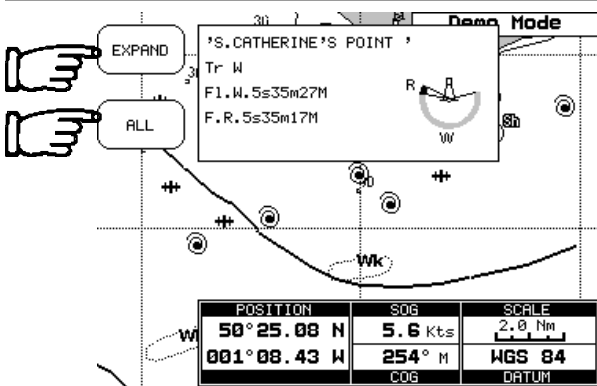 30
Demo Mode
EXPAND
ALL
'S.CATHERINE'S POINT '
Tr W
Fl.W.5s35m27M
F.R.5s35m17M
R
W
Sh
Wk
POSITION
50°25.08 N
001°08.43 W
SOG
5.6 Kts
254° M
COG
SCALE
2.0 Nm
WGS 84
DATUM